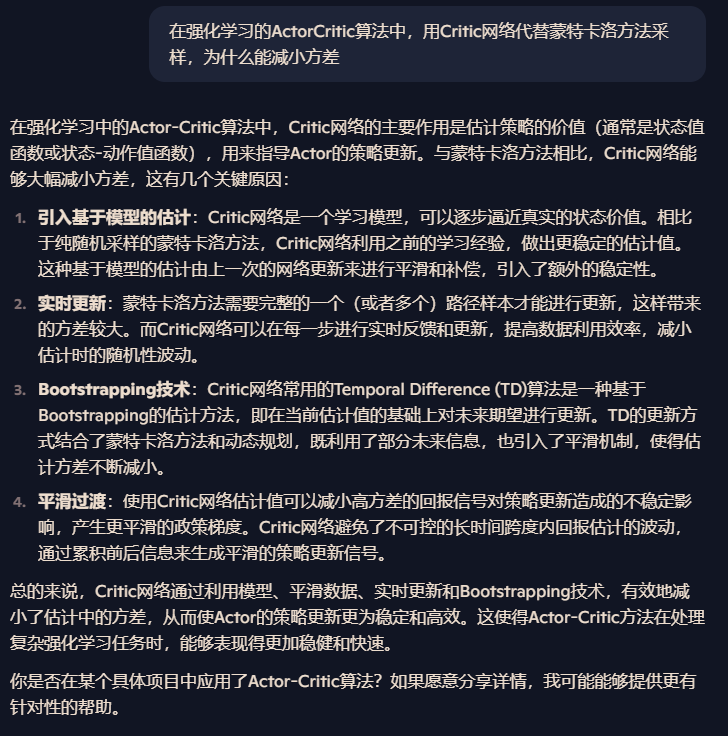 在强化学习的ActorCritic算法中，用Critic网络代替蒙特卡洛方法采
样，为什么能减小方差
在强化学习中的Actor-Critic算法中，Critic网络的主要作用是估计策略的价值（通常是状态值
函数或状态-动作值函数），用来指导Actor的策略更新。与蒙特卡洛方法相比，Critic网络能
够大幅减小方差，这有几个关键原因：
1. 引入基于模型的估计：Critic网络是一个学习模型，可以逐步逼近真实的状态价值。相比
于纯随机采样的蒙特卡洛方法，Critic网络利用之前的学习经验，做出更稳定的估计值。
这种基于模型的估计由上一次的网络更新来进行平滑和补偿，引入了额外的稳定性。
2. 实时更新：蒙特卡洛方法需要完整的一个（或者多个）路径样本才能进行更新，这样带来
的方差较大。而Critic网络可以在每一步进行实时反馈和更新，提高数据利用效率，减小
估计时的随机性波动。
3. Bootstrapping技术：Critic网络常用的Temporal Difference (TD)算法是一种基于
Bootstrapping的估计方法，即在当前估计值的基础上对未来期望进行更新。TD的更新方
式结合了蒙特卡洛方法和动态规划，既利用了部分未来信息，也引入了平滑机制，使得估
计方差不断减小。
4. 平滑过渡：使用Critic网络估计值可以减小高方差的回报信号对策略更新造成的不稳定影
响，产生更平滑的政策梯度。Critic网络避免了不可控的长时间跨度内回报估计的波动，
通过累积前后信息来生成平滑的策略更新信号。
总的来说，Critic网络通过利用模型、平滑数据、实时更新和Bootstrapping技术，有效地减
小了估计中的方差，从而使Actor的策略更新更为稳定和高效。这使得Actor-Critic方法在处理
复杂强化学习任务时，能够表现得更加稳健和快速。
你是否在某个具体项目中应用了Actor-Critic算法？如果愿意分享详情，我可能能够提供更有
针对性的帮助。